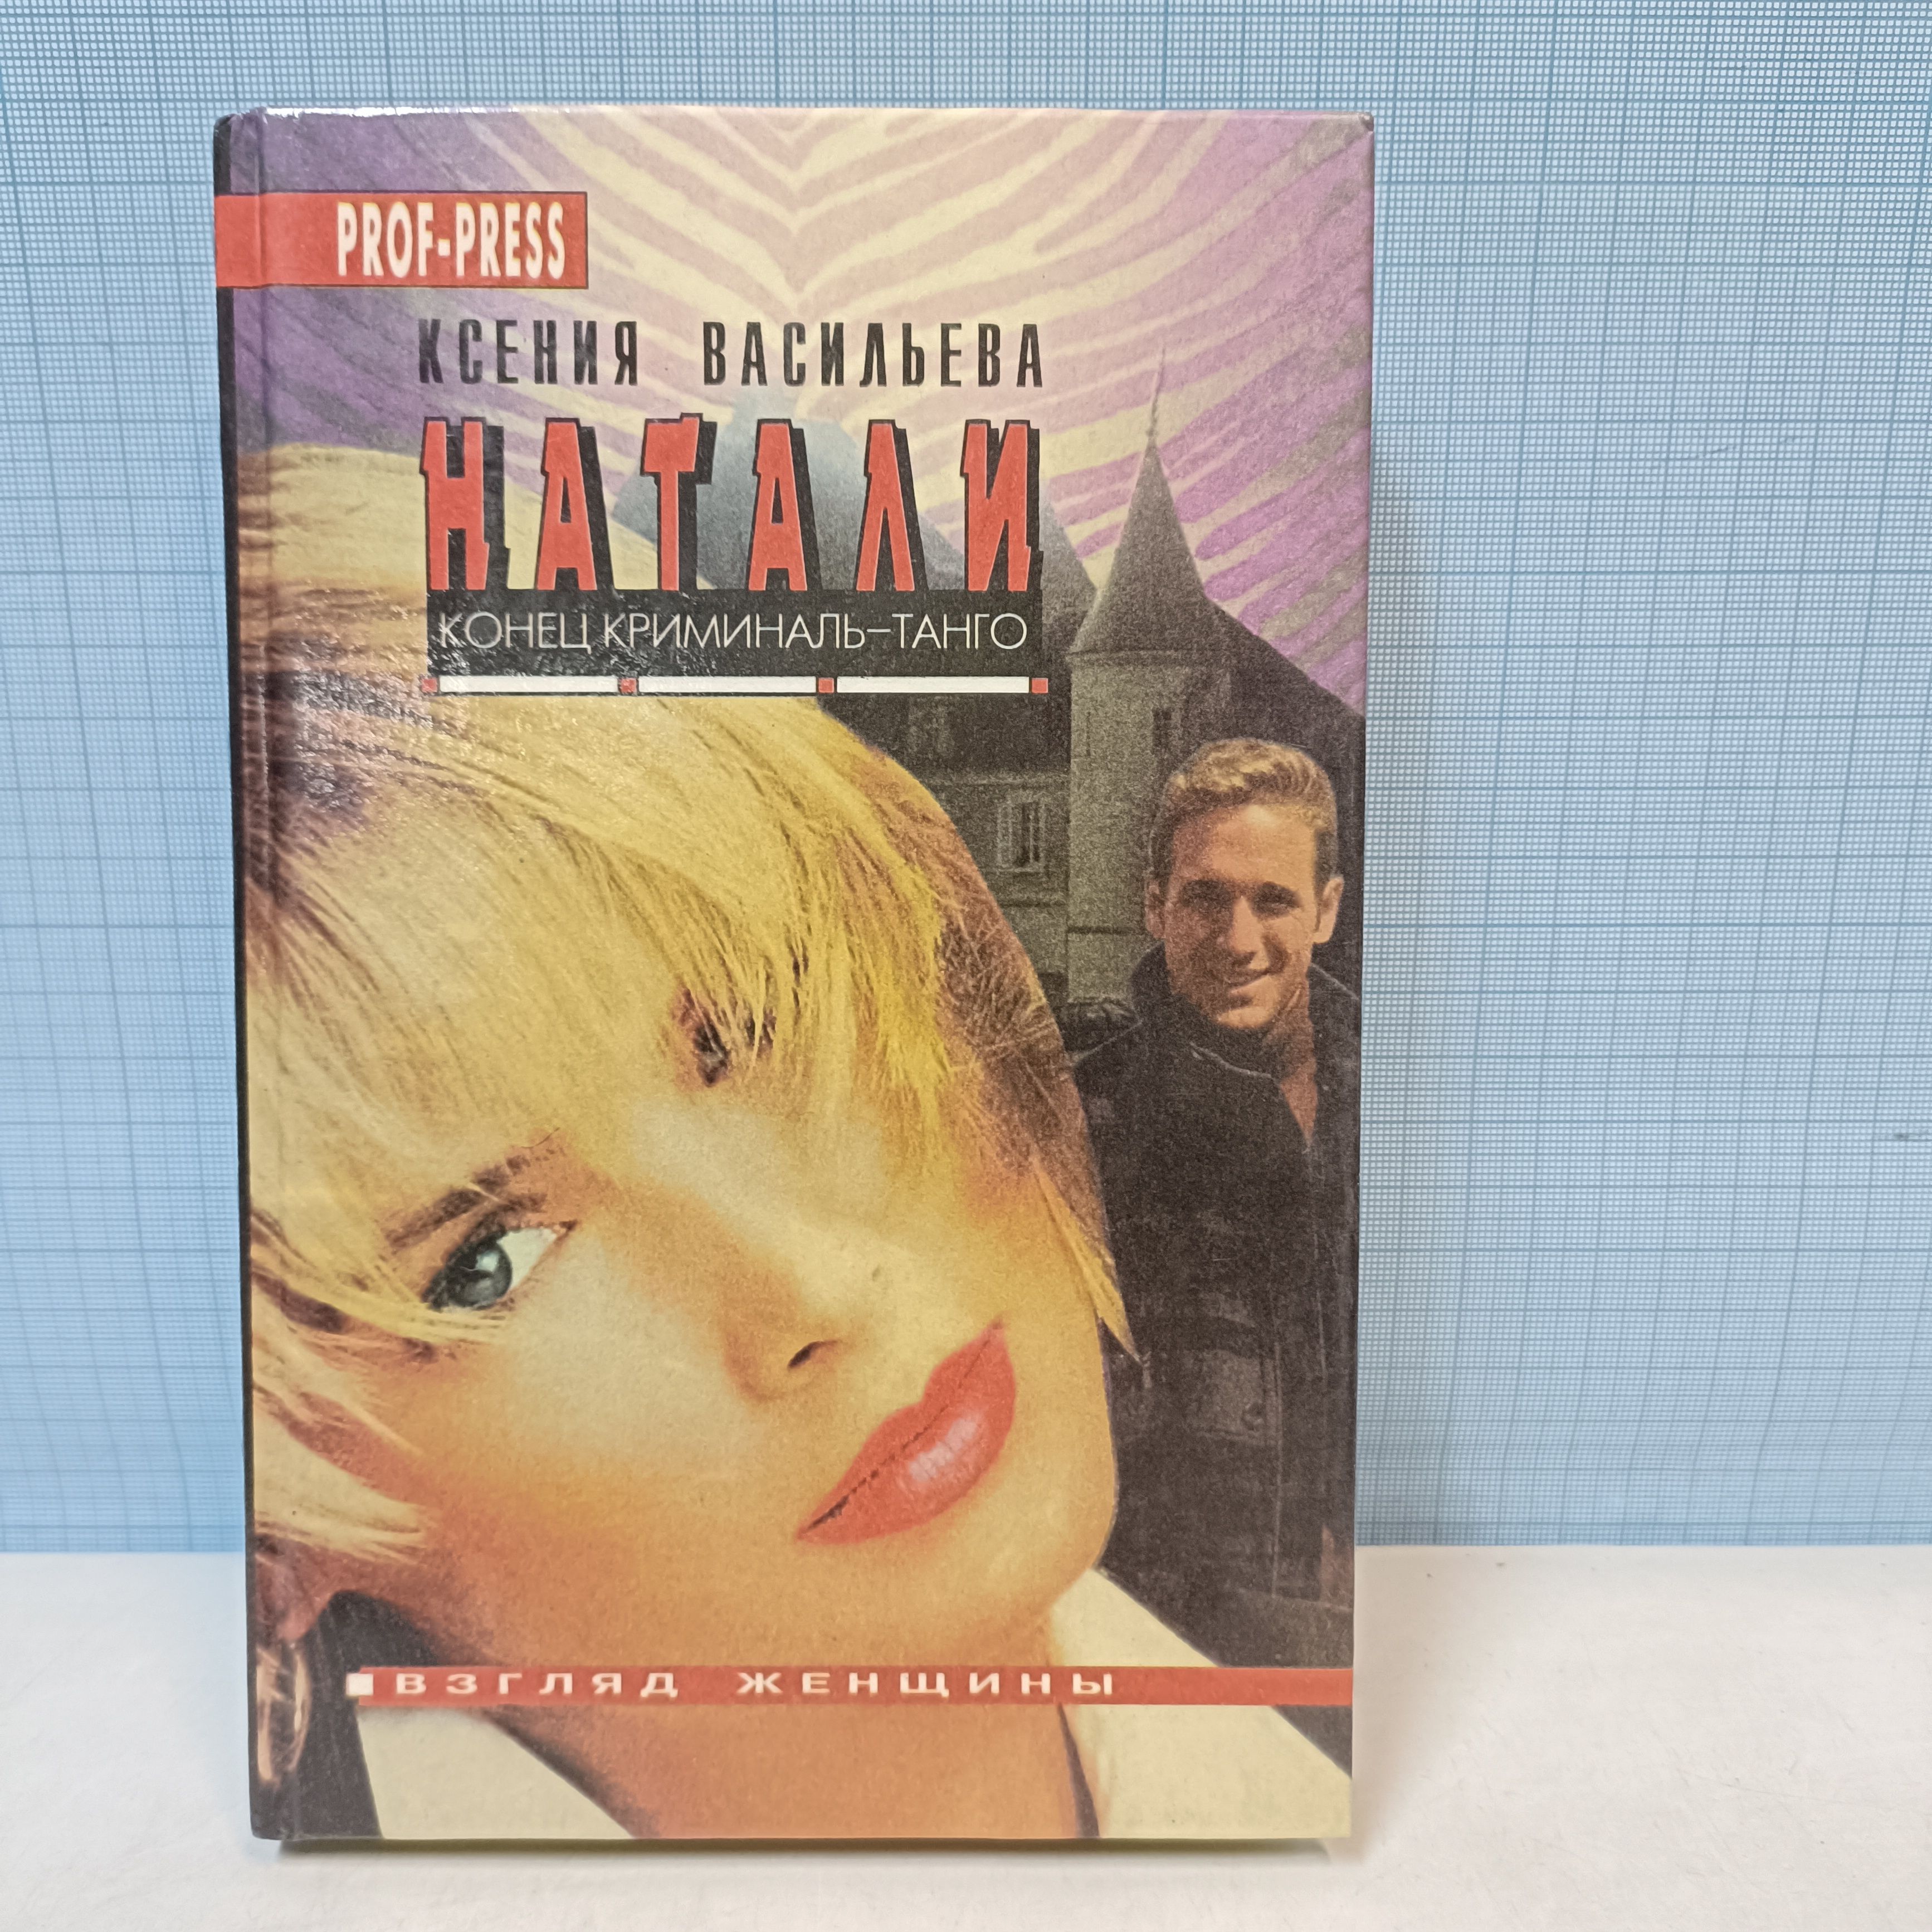 PROF-PRESS
КСЕНИЯ ВАСИЛЬЕВА
НАТАЛИ
КОНЕЦ КРИМИНАЛЬ–ТАНГО
ВЗГЛЯД ЖЕНЩИНЫ